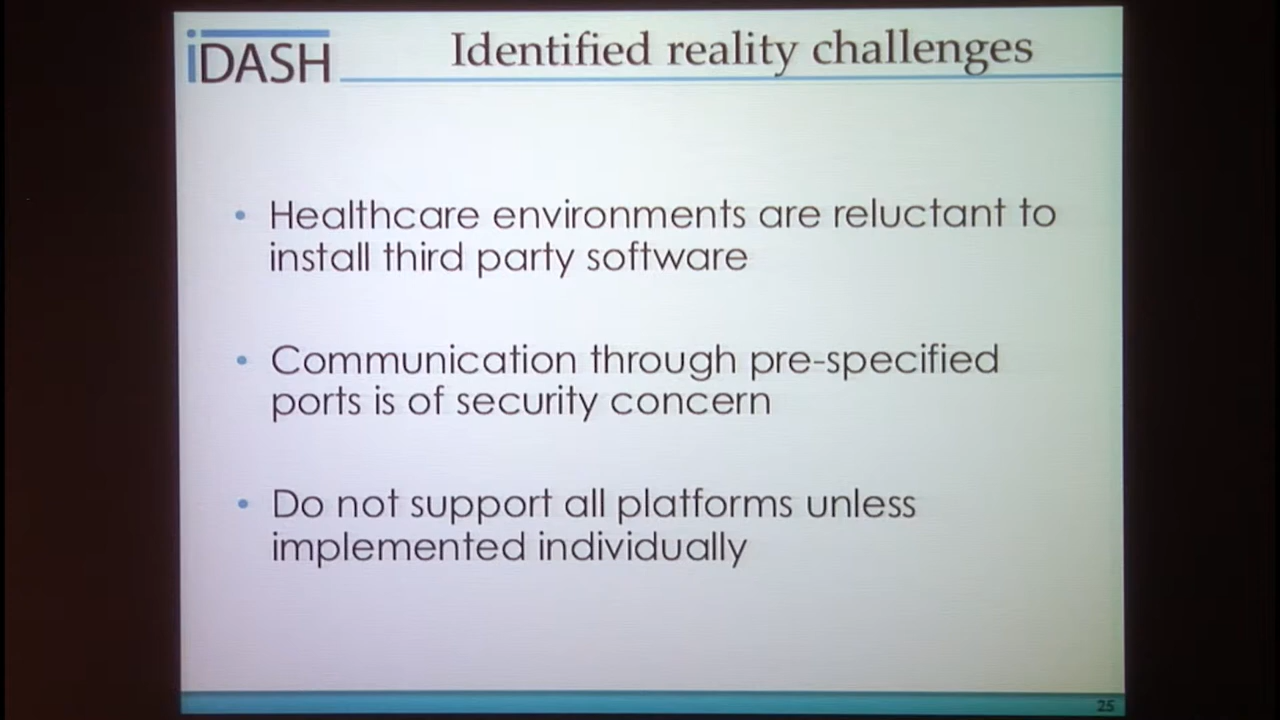 iDASH
Identified reality challenges
• Healthcare environments are reluctant to
install third party software
• Communication through pre-specified
ports is of security concern
• Do not support all platforms unless
implemented individually
25